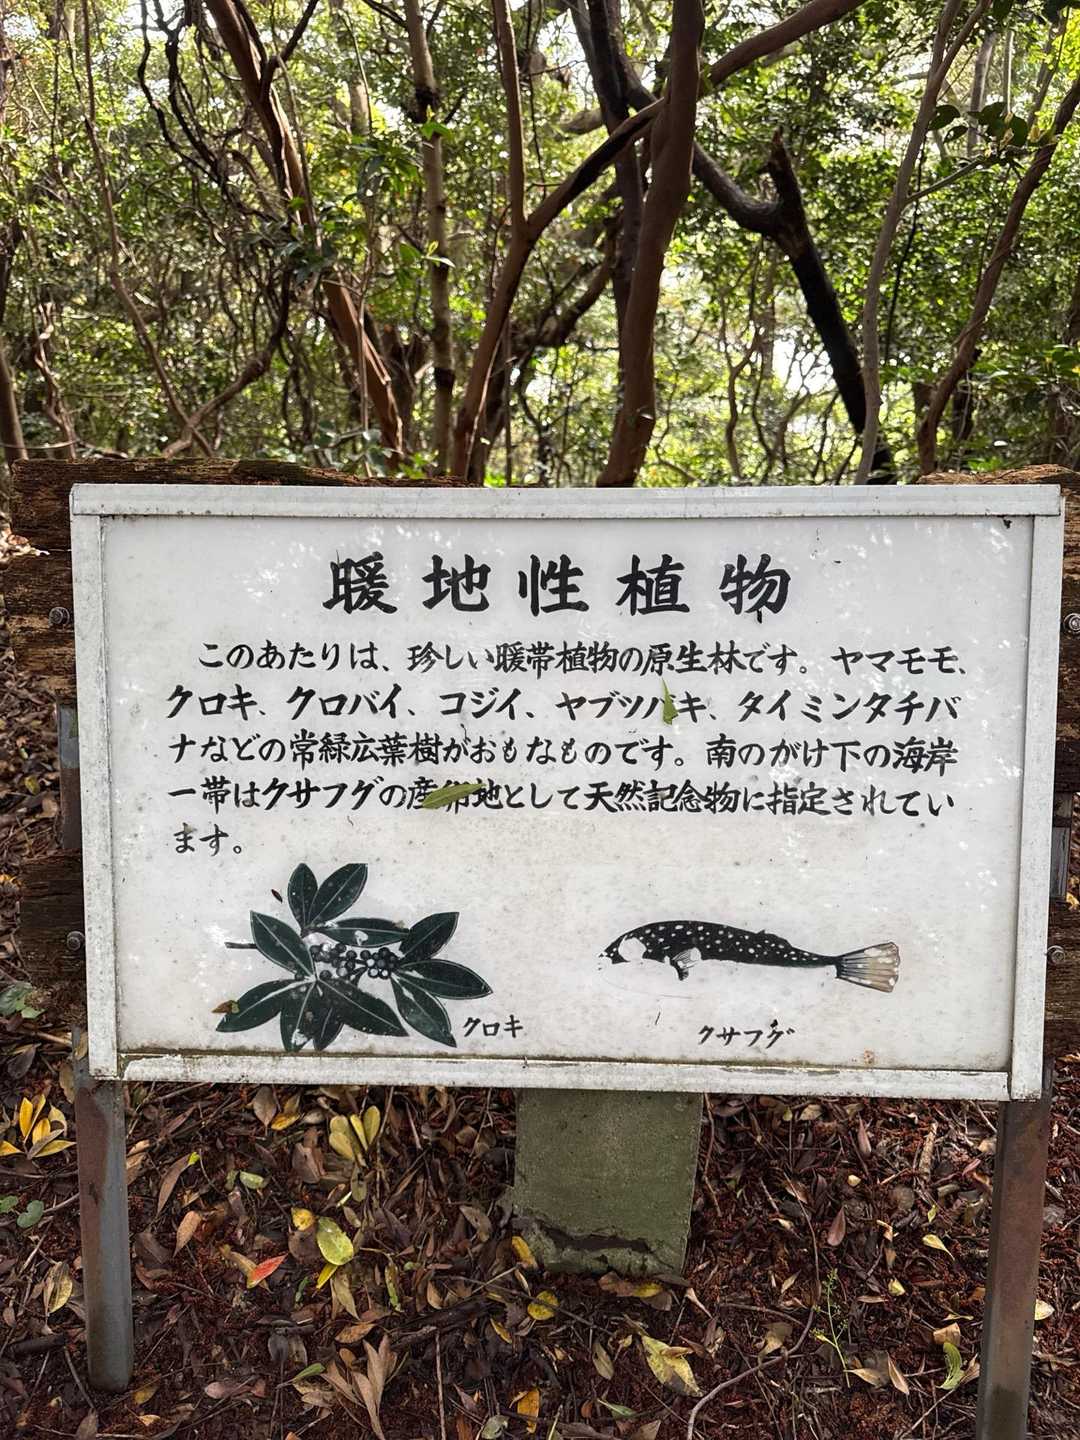 暖地性植物
このあたりは、珍しい暖帯植物の原生林です。ヤマモモ、
クロキ、クロバイ、コジイ、ヤブツバキ、タイミンタチバ
ナなどの常緑広葉樹がおもなものです。南のがけ下の海岸
一帯はクサフグの産卵地として天然記念物に指定されてい
ます。
クロキ
クサフグ